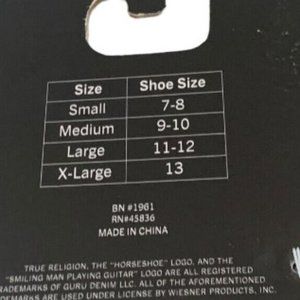 Size Shoe Size
Small 7-8
Medium 9-10
Large 11-12
X-Large 13
BN #1961
RN#45836
MADE IN CHINA
TRUE RELIGION, THE "HORSESHOE" LOGO, AND THE
"SMILING MAN PLAYING GUITAR" LOGO ARE ALL REGISTERED
TRADEMARKS OF GURU DENIM LLC. ALL OF THE AFOREMENTIONED
TRADEMARKS ARE USED UNDER LICENSE BY WIESNER PRODUCTS, INC.